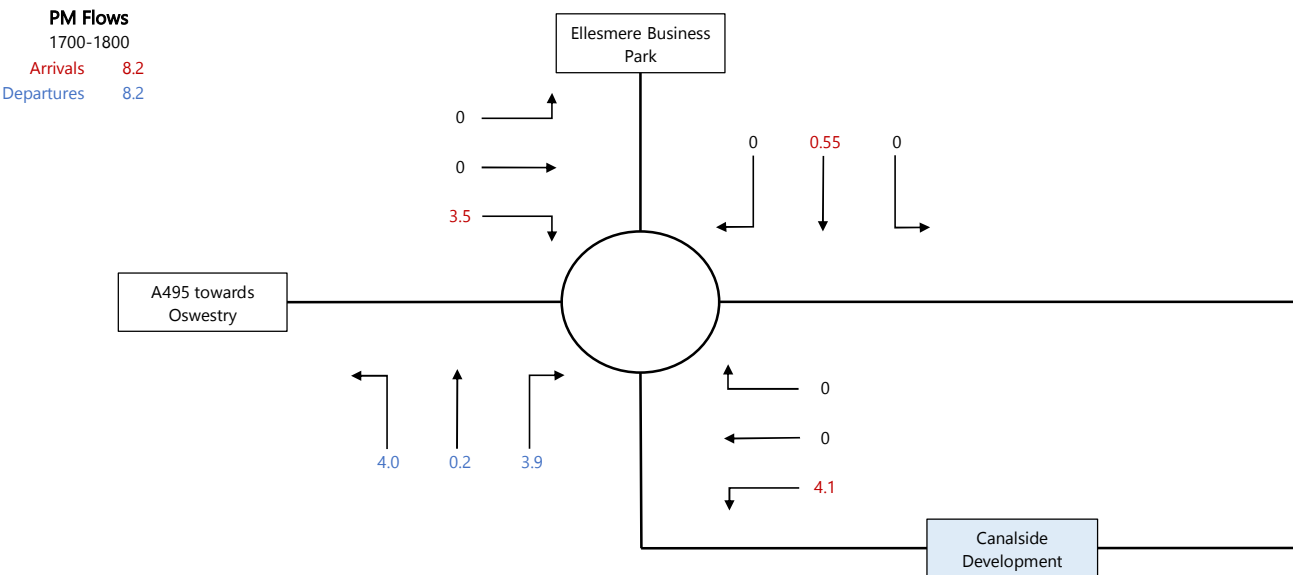 PM Flows
1700-1800
Arrivals 8.2
Departures 8.2
Ellesmere Business
Park
0
0
3.5
0 0.55 0
A495 towards
Oswestry
4.0 0.2 3.9
0
0
4.1
Canalside
Development